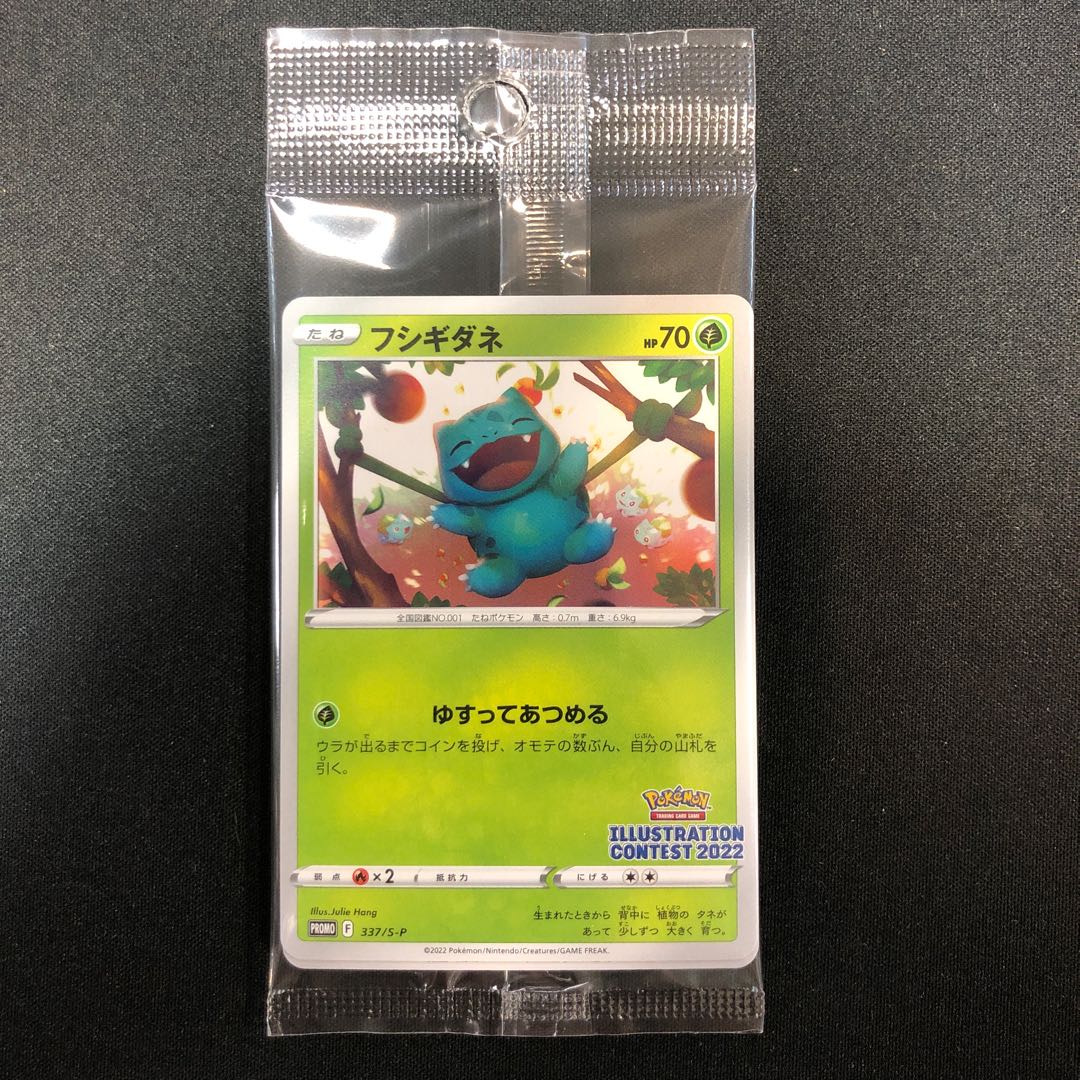 たね フシギダネ HP70
全国図鑑NO.001 たねポケモン 高さ:0.7m 重さ:6.9kg
ゆすってあつめる
ウラが出るまでコインを投げ、オモテの数ぶん、自分の山札を
引く。
Pokémon
TRADING CARD GAME
ILLUSTRATION
CONTEST 2022
弱点 ×2 抵抗力 にげる
Illus.Julie Hang
生まれたときから 背中に 植物の タネが
あって 少しずつ 大きく 育つ。
PROMO F 337/S-P
©2022 Pokémon/Nintendo/Creatures/GAME FREAK.